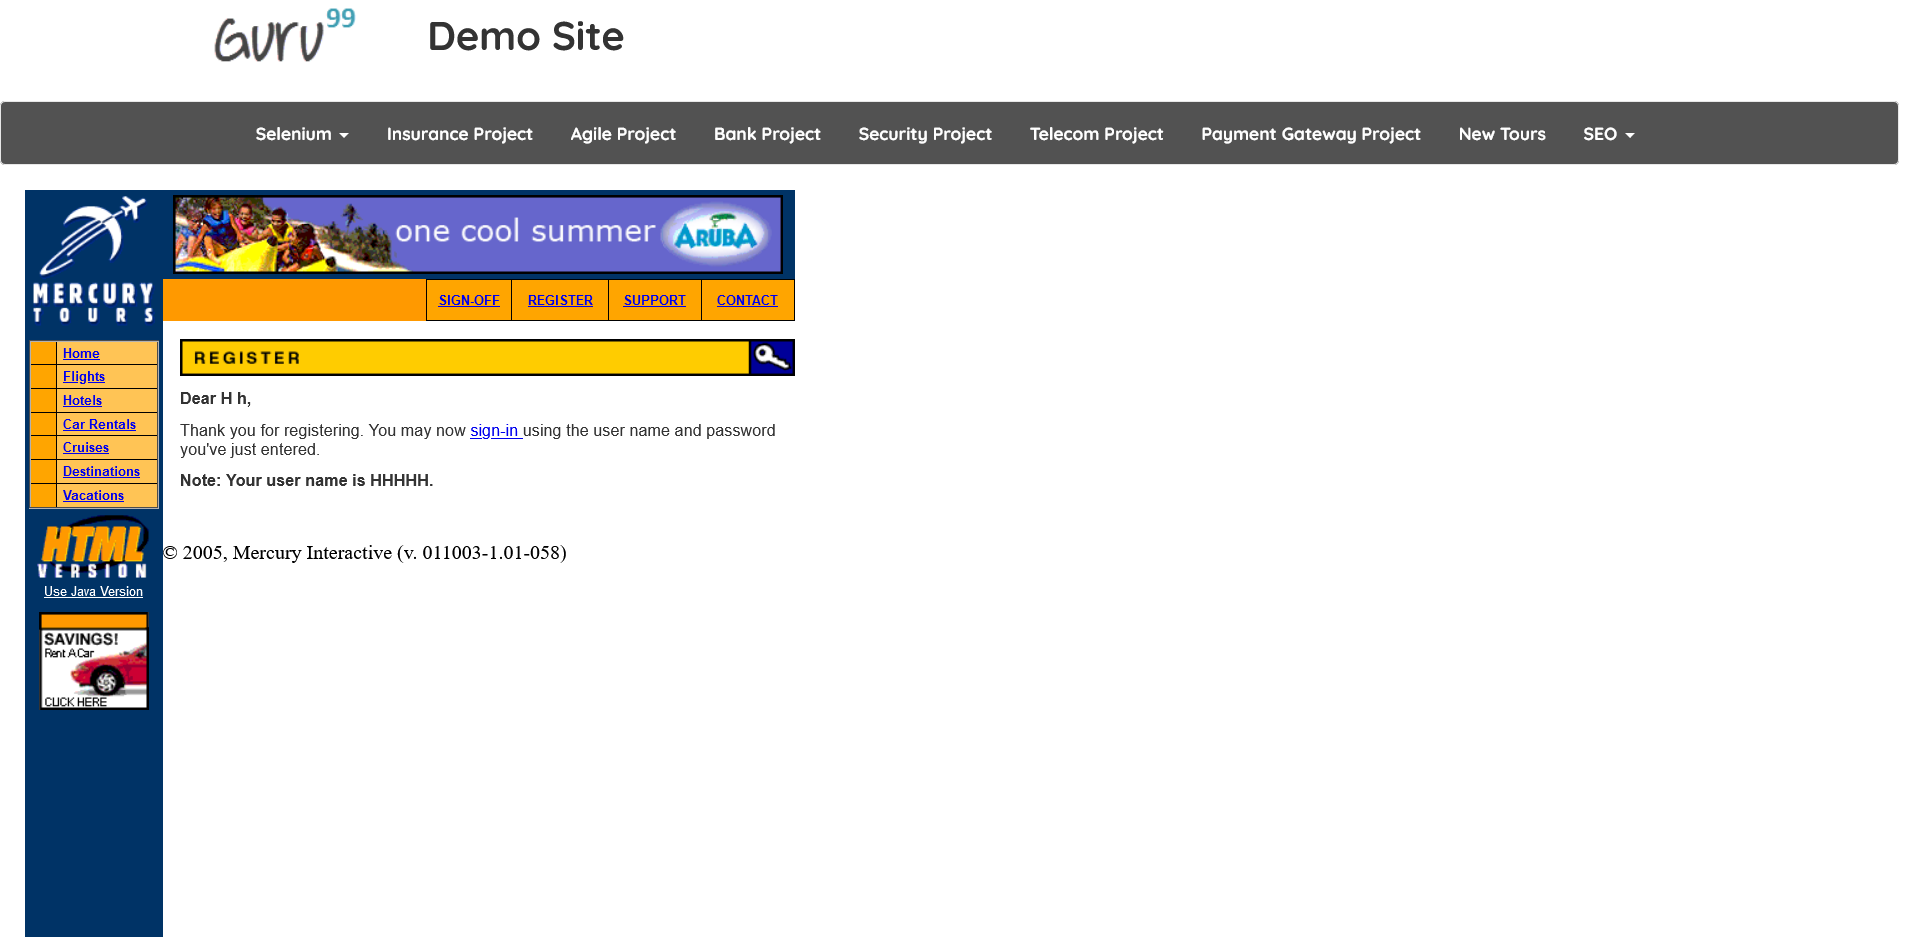 Guru99 Demo Site
Selenium Insurance Project Agile Project Bank Project Security Project Telecom Project Payment Gateway Project New Tours SEO
one cool summer ARUBA
MERCURY
TOURS
SIGN-OFF REGISTER SUPPORT CONTACT
REGISTER
Home
Flights
Hotels
Car Rentals
Cruises
Destinations
Vacations
Dear H h,
Thank you for registering. You may now sign-in using the user name and password
you've just entered.
Note: Your user name is HHHHH.
© 2005, Mercury Interactive (v. 011003-1.01-058)
HTML
VERSION
Use Java Version
SAVINGS!
Rent A Car
CLICK HERE